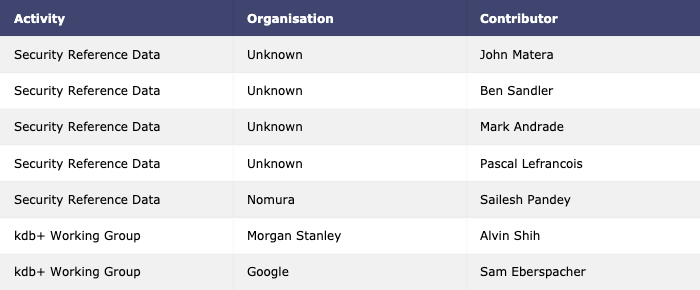 Activity Organisation Contributor
Security Reference Data Unknown John Matera
Security Reference Data Unknown Ben Sandler
Security Reference Data Unknown Mark Andrade
Security Reference Data Unknown Pascal Lefrancois
Security Reference Data Nomura Sailesh Pandey
kdb+ Working Group Morgan Stanley Alvin Shih
kdb+ Working Group Google Sam Eberspacher